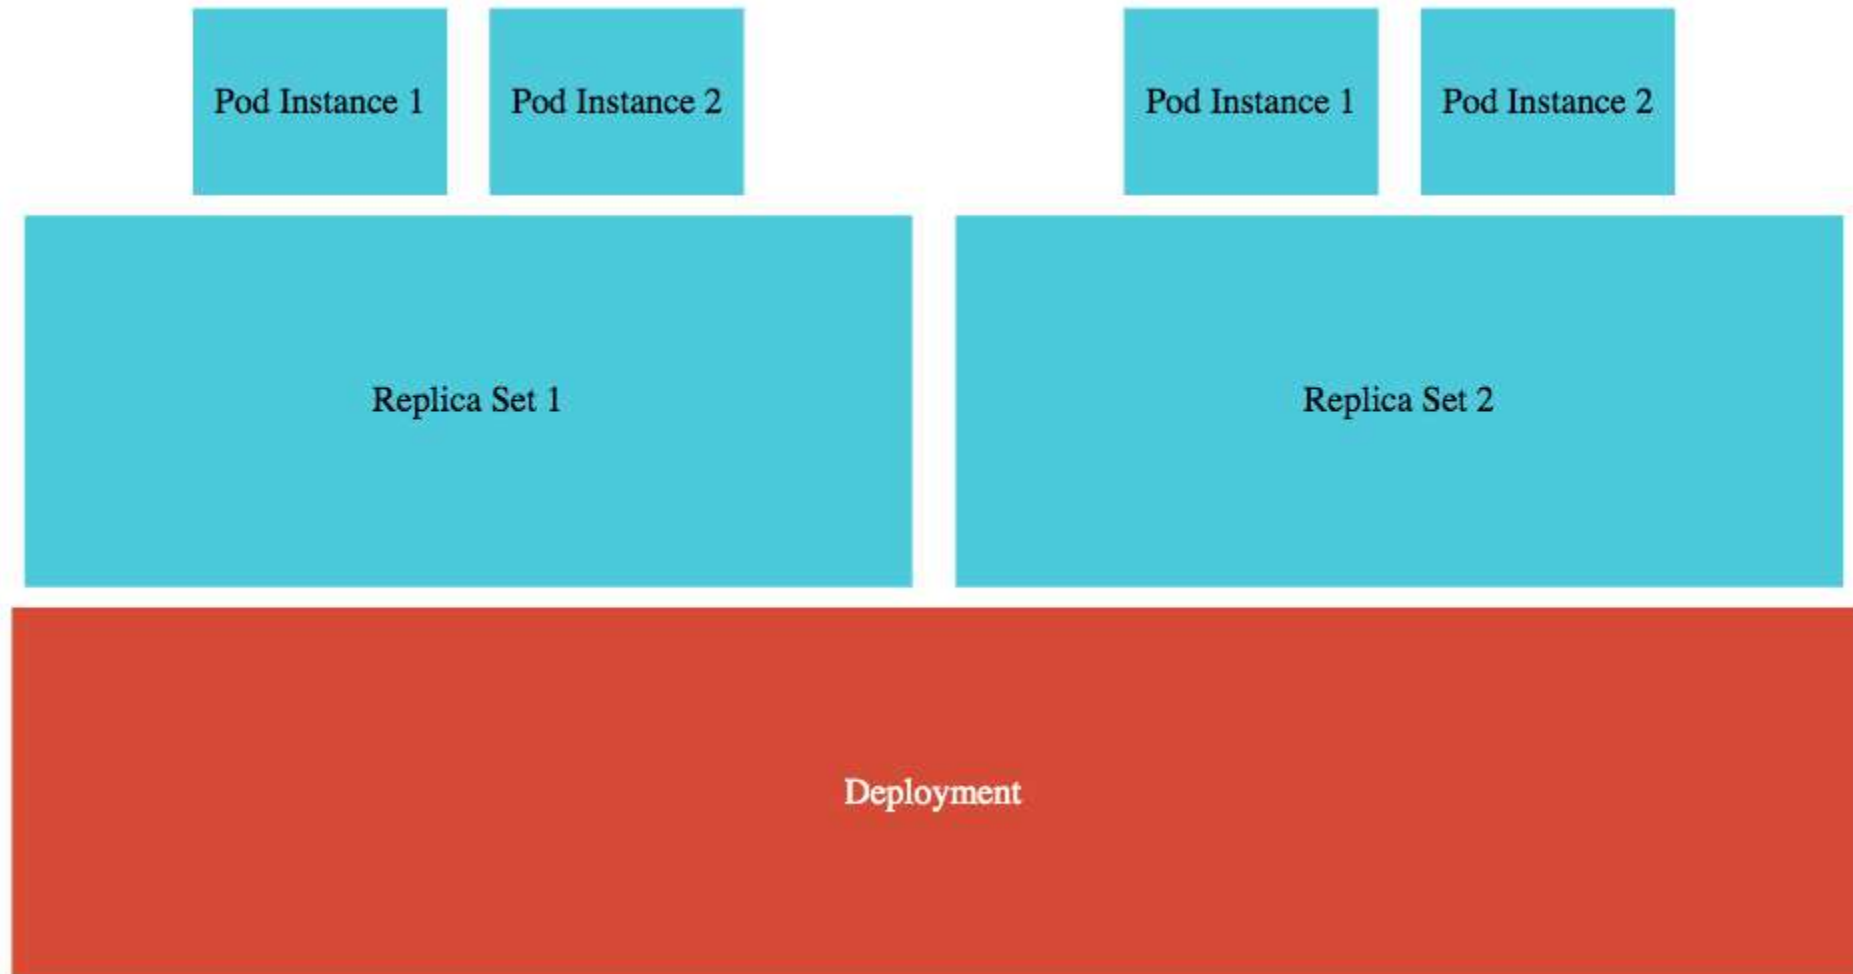 Pod Instance 1
Pod Instance 2
Pod Instance 1
Pod Instance 2
Replica Set 1
Replica Set 2
Deployment